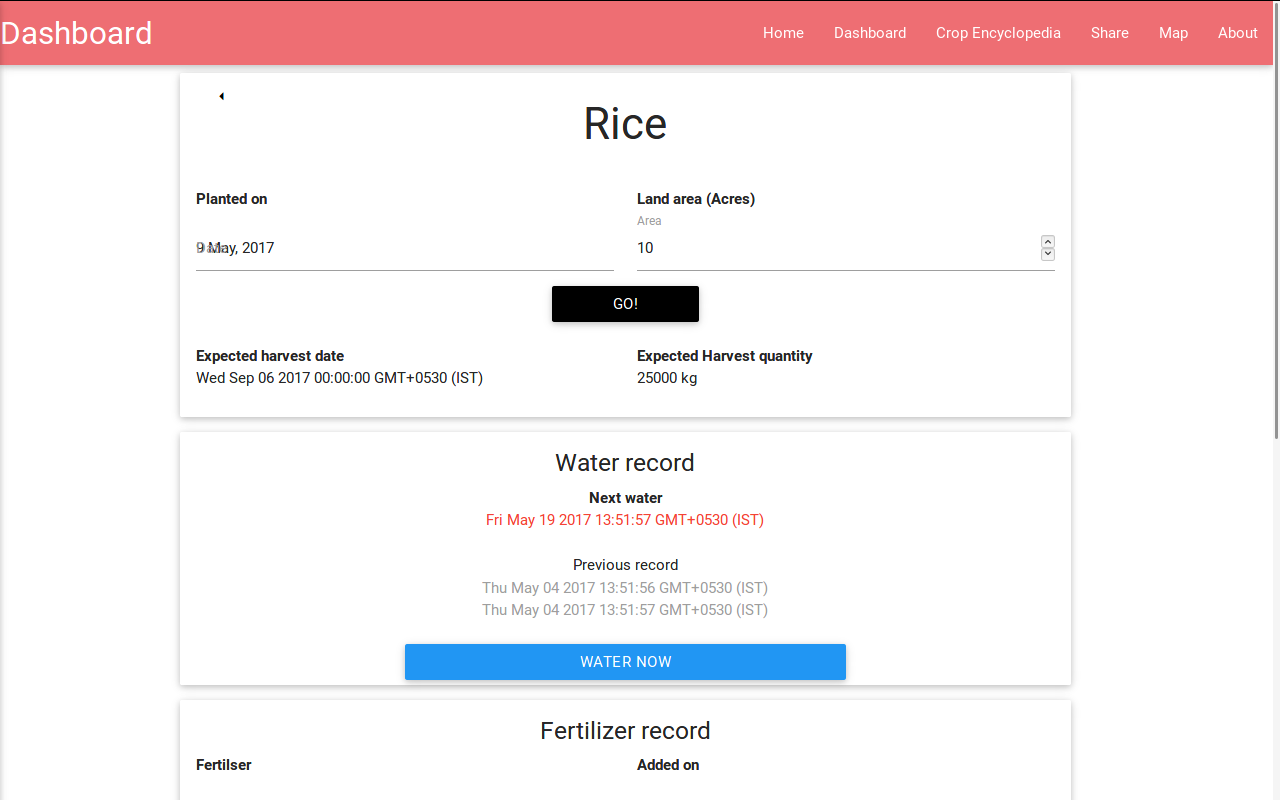 Dashboard
Home Dashboard Crop Encyclopedia Share Map About
Rice
Planted on
9 May, 2017
Land area (Acres)
Area
10
GO!
Expected harvest date
Wed Sep 06 2017 00:00:00 GMT+0530 (IST)
Expected Harvest quantity
25000 kg
Water record
Next water
Fri May 19 2017 13:51:57 GMT+0530 (IST)
Previous record
Thu May 04 2017 13:51:56 GMT+0530 (IST)
Thu May 04 2017 13:51:57 GMT+0530 (IST)
WATER NOW
Fertilizer record
Fertilser
Added on